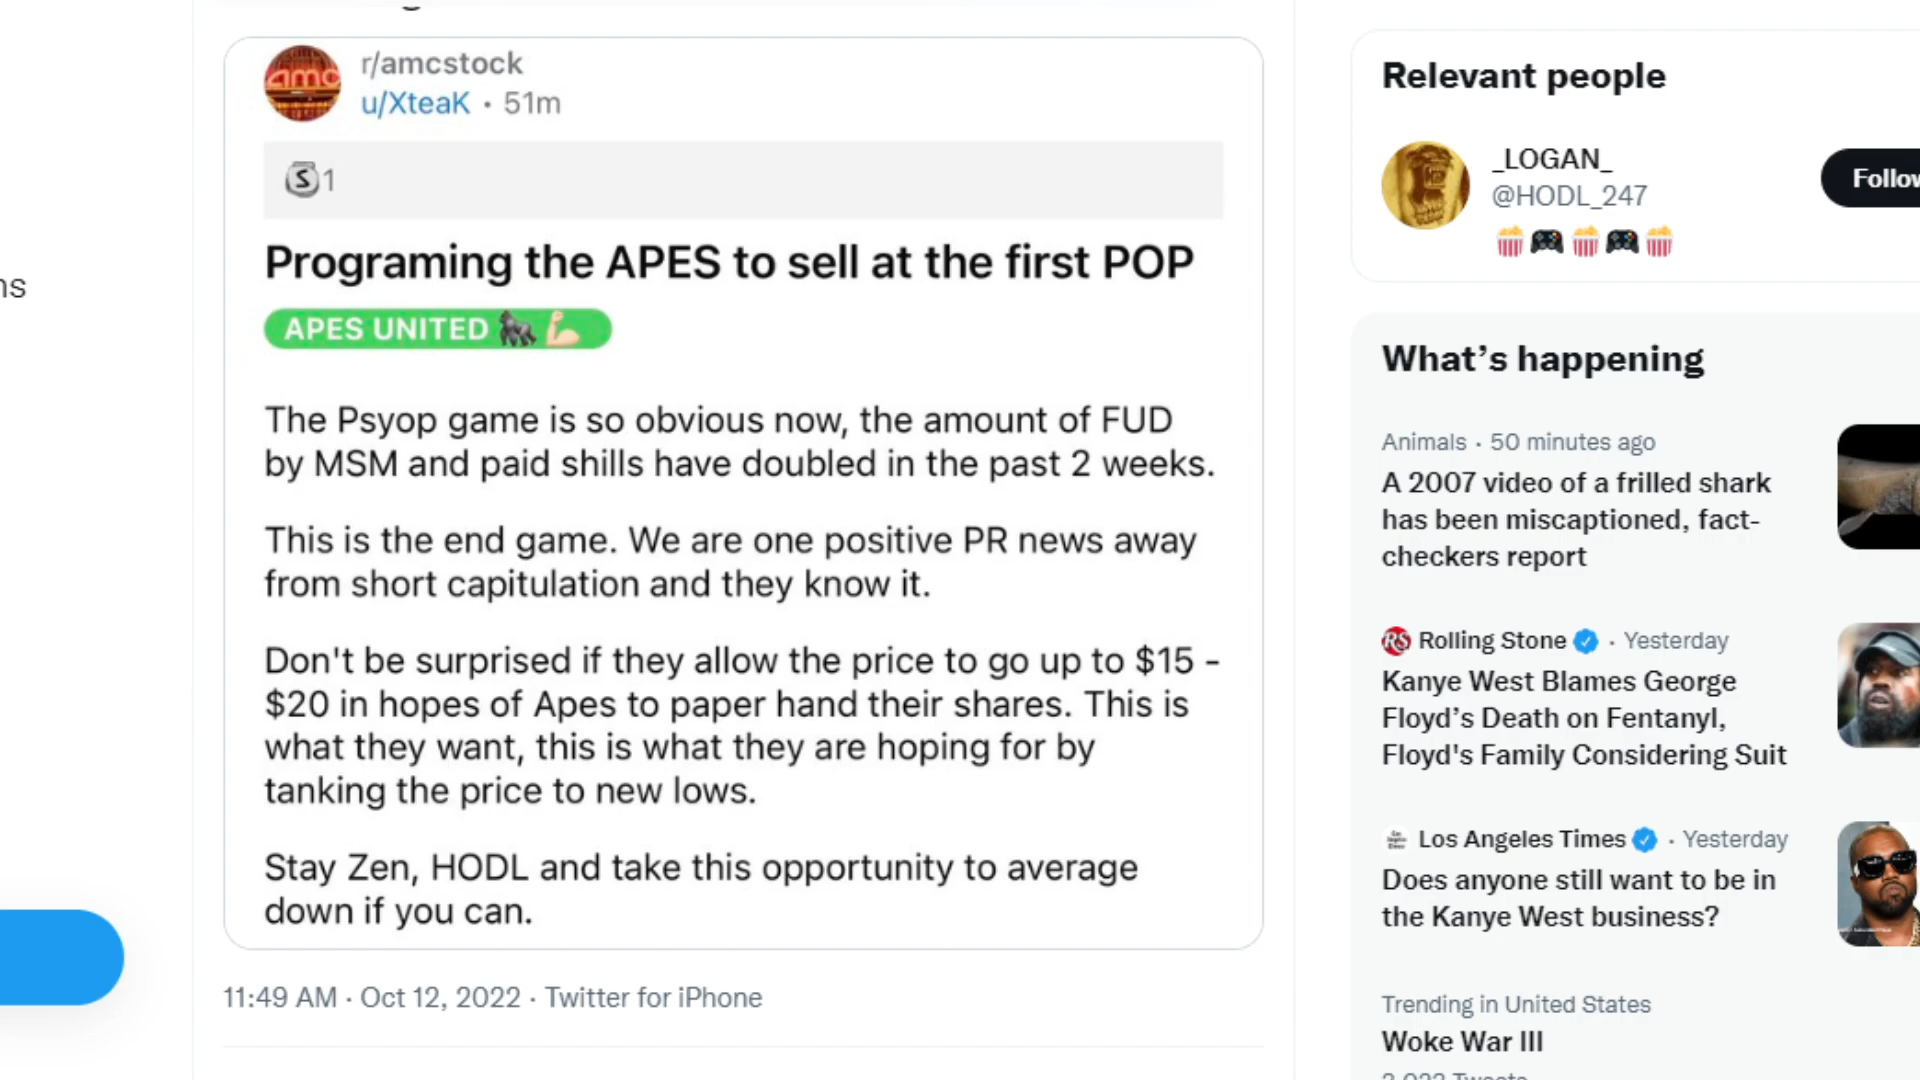 ns
amc
r/amcstock
u/XteaK · 51m
1
Programing the APES to sell at the first POP
APES UNITED 🦍💪🏻
The Psyop game is so obvious now, the amount of FUD
by MSM and paid shills have doubled in the past 2 weeks.
This is the end game. We are one positive PR news away
from short capitulation and they know it.
Don't be surprised if they allow the price to go up to $15 -
$20 in hopes of Apes to paper hand their shares. This is
what they want, this is what they are hoping for by
tanking the price to new lows.
Stay Zen, HODL and take this opportunity to average
down if you can.
11:49 AM · Oct 12, 2022 · Twitter for iPhone
Relevant people
_LOGAN_
@HODL_247
🍿🎮🍿🎮🍿
Follow
What’s happening
Animals · 50 minutes ago
A 2007 video of a frilled shark
has been miscaptioned, fact-
checkers report
RS Rolling Stone · Yesterday
Kanye West Blames George
Floyd’s Death on Fentanyl,
Floyd's Family Considering Suit
Los Angeles Times · Yesterday
Does anyone still want to be in
the Kanye West business?
Trending in United States
Woke War III
Tweets